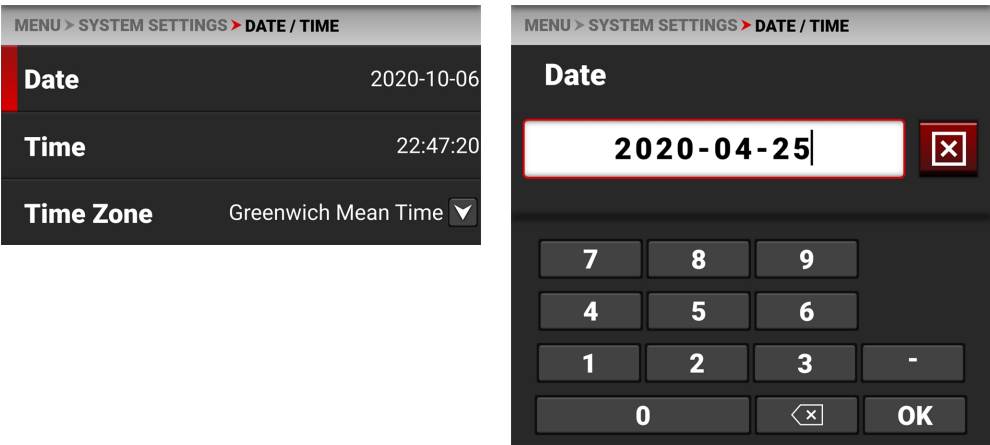 MENU > SYSTEM SETTINGS > DATE / TIME
Date 2020-10-06
Time 22:47:20
Time Zone Greenwich Mean Time
MENU > SYSTEM SETTINGS > DATE / TIME
Date
2020-04-25
7 8 9
4 5 6
1 2 3 -
0 OK